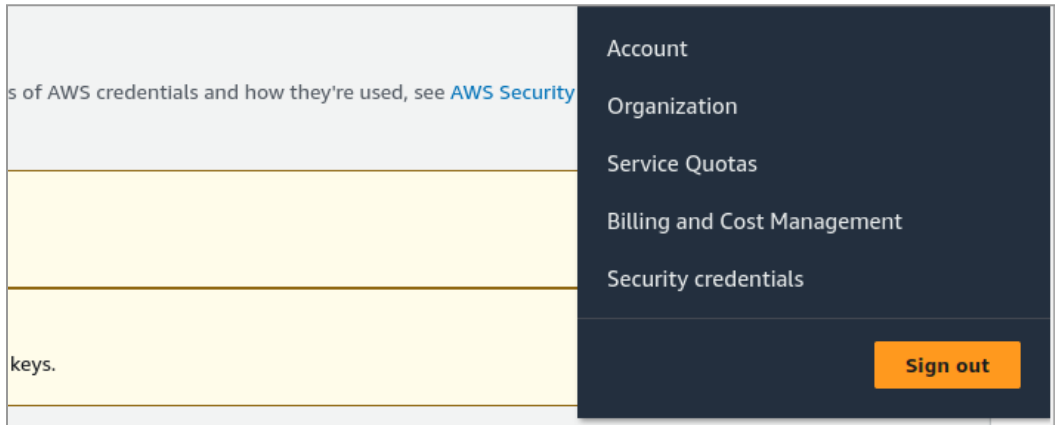 Account
s of AWS credentials and how they're used, see AWS Security
Organization
Service Quotas
Billing and Cost Management
Security credentials
keys.
Sign out